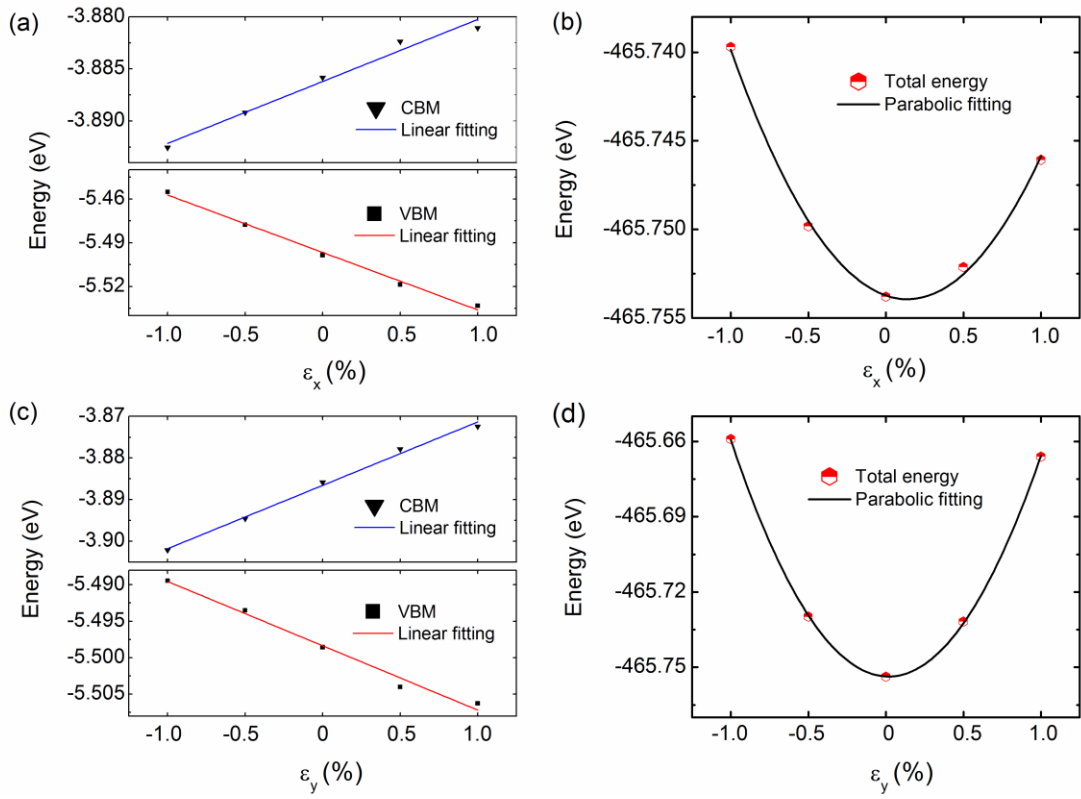 (a)
-3.880
-3.885
-3.890
CBM
Linear fitting
-5.46
-5.49
-5.52
VBM
Linear fitting
Energy (eV)
-1.0 -0.5 0 0.5 1.0
εx (%)
(b)
-465.740
-465.745
-465.750
-465.755
Total energy
Parabolic fitting
Energy (eV)
-1.0 -0.5 0 0.5 1.0
εx (%)
(c)
-3.87
-3.88
-3.89
-3.90
CBM
Linear fitting
-5.490
-5.495
-5.500
-5.505
VBM
Linear fitting
Energy (eV)
-1.0 -0.5 0 0.5 1.0
εy (%)
(d)
-465.66
-465.69
-465.72
-465.75
Total energy
Parabolic fitting
Energy (eV)
-1.0 -0.5 0 0.5 1.0
εy (%)